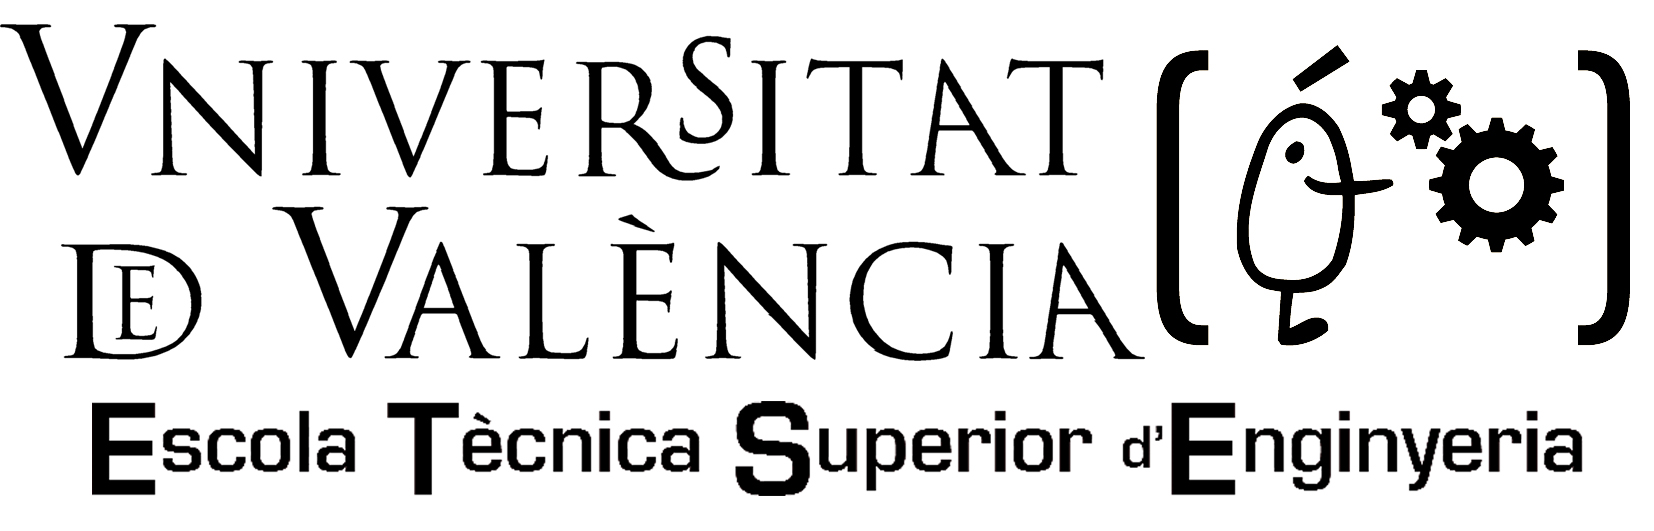 VNIVERSITAT
DE VALÈNCIA
Escola Tècnica Superior d'Enginyeria